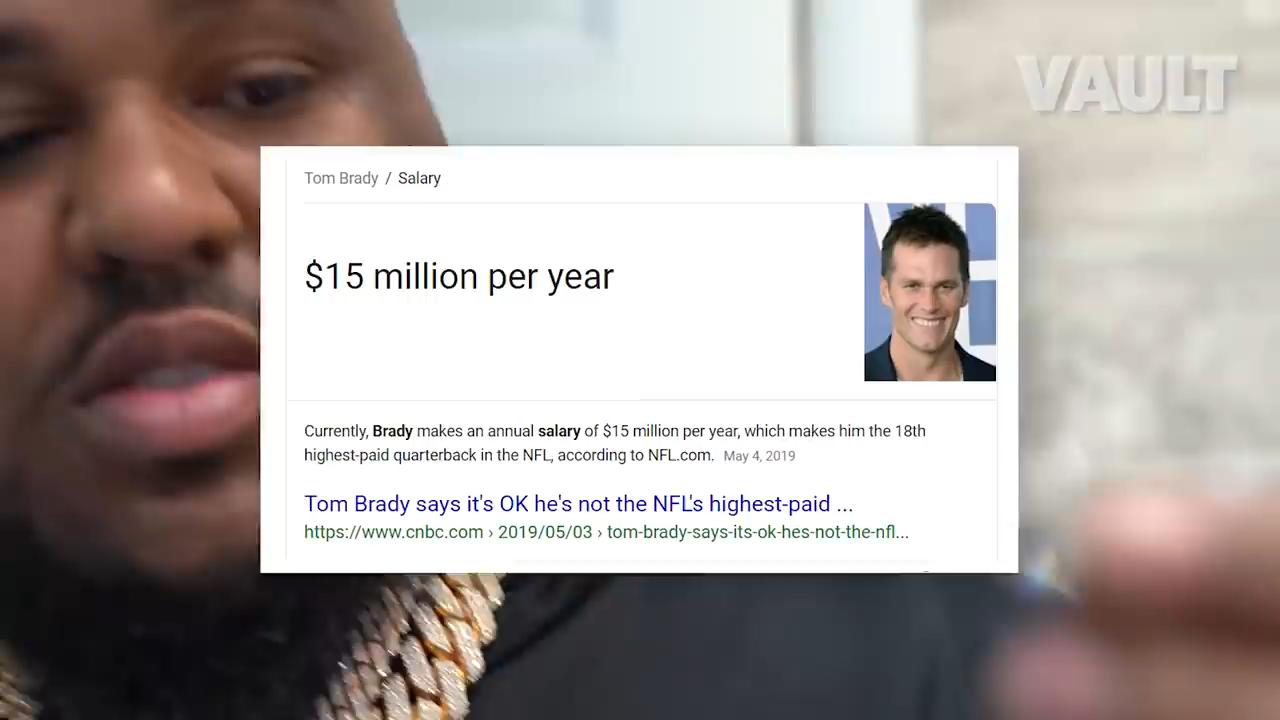 VAULT
Tom Brady / Salary
$15 million per year
Currently, Brady makes an annual salary of $15 million per year, which makes him the 18th
highest-paid quarterback in the NFL, according to NFL.com. May 4, 2019
Tom Brady says it's OK he's not the NFL's highest-paid ...
https://www.cnbc.com › 2019/05/03 › tom-brady-says-its-ok-hes-not-the-nfl...